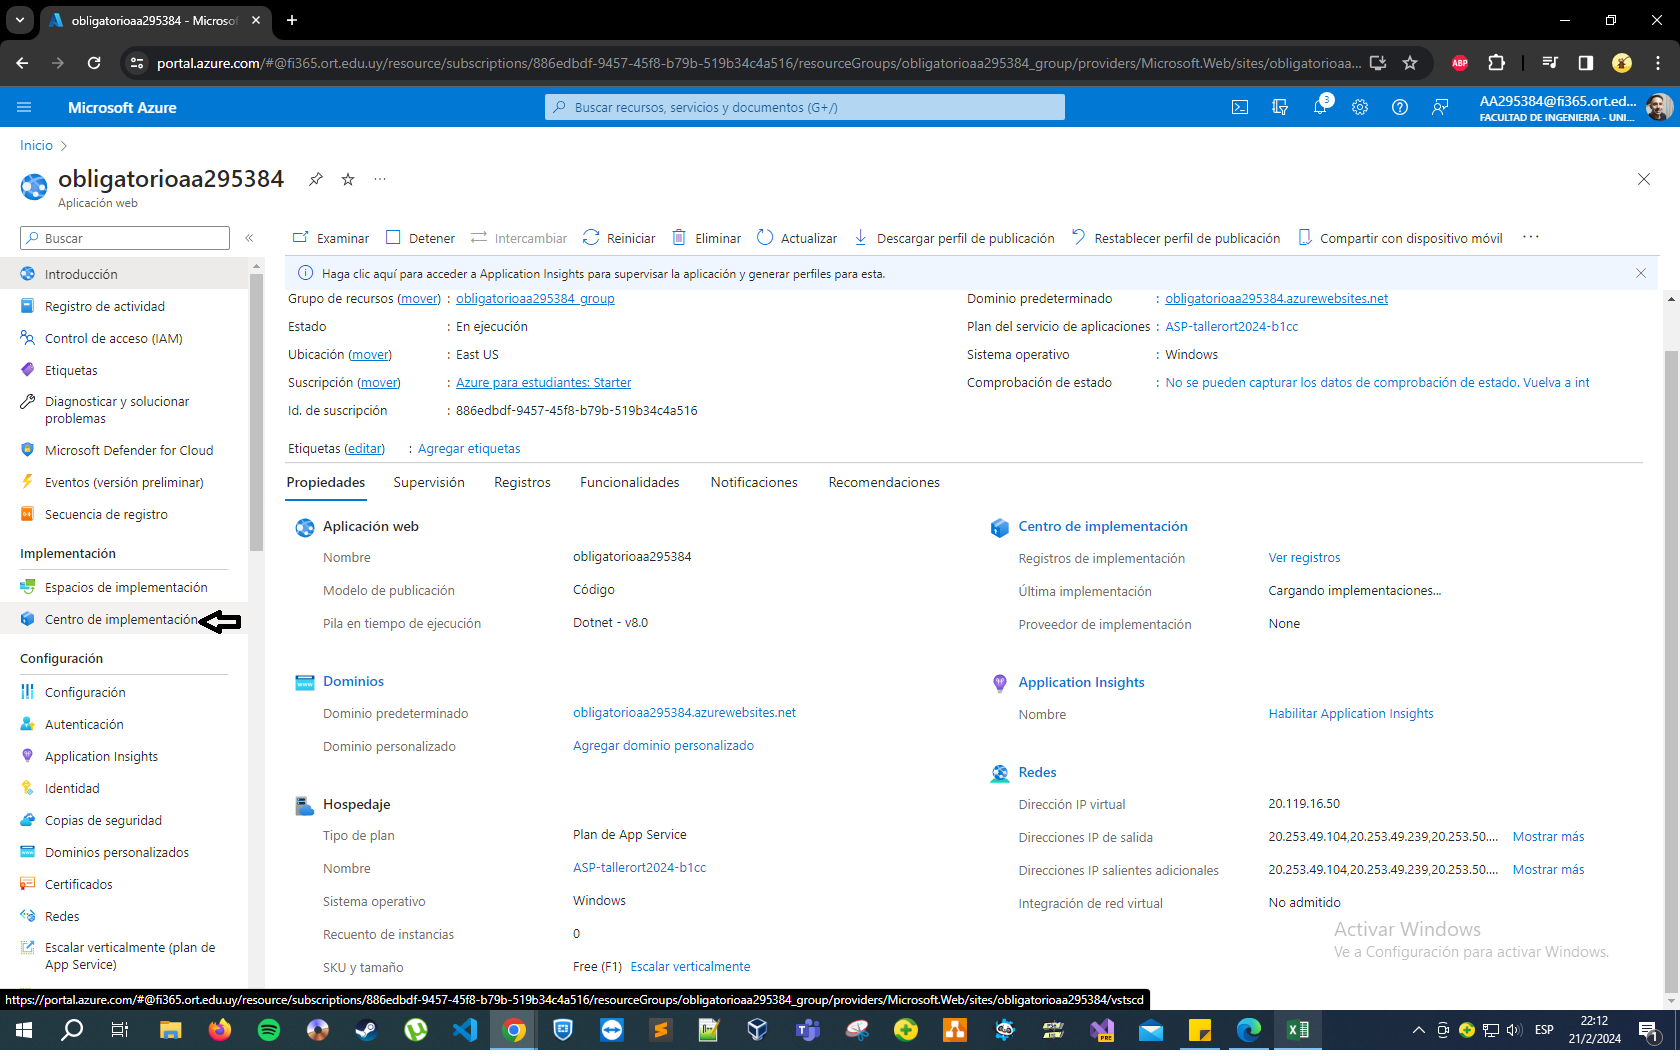 obligatorioaa295384 - Microsof
portal.azure.com/#@fi365.ort.edu.uy/resource/subscriptions/886edbdf-9457-45f8-b79b-519b34c4a516/resourceGroups/obligatorioaa295384_group/providers/Microsoft.Web/sites/obligatorioaa...
ABP
Microsoft Azure
Buscar recursos, servicios y documentos (G+/)
3
AA295384@fi365.ort.ed...
FACULTAD DE INGENIERIA - UNI...
Inicio
obligatorioaa295384
Aplicación web
Buscar
Examinar
Detener
Intercambiar
Reiniciar
Eliminar
Actualizar
Descargar perfil de publicación
Restablecer perfil de publicación
Compartir con dispositivo móvil
Haga clic aquí para acceder a Application Insights para supervisar la aplicación y generar perfiles para esta.
Introducción
Registro de actividad
Control de acceso (IAM)
Etiquetas
Diagnosticar y solucionar
problemas
Microsoft Defender for Cloud
Eventos (versión preliminar)
Secuencia de registro
Implementación
Espacios de implementación
Centro de implementación
Configuración
Configuración
Autenticación
Application Insights
Identidad
Copias de seguridad
Dominios personalizados
Certificados
Redes
Escalar verticalmente (plan de
App Service)
Grupo de recursos (mover) : obligatorioaa295384_group
Estado : En ejecución
Ubicación (mover) : East US
Suscripción (mover) : Azure para estudiantes: Starter
Id. de suscripción : 886edbdf-9457-45f8-b79b-519b34c4a516
Dominio predeterminado : obligatorioaa295384.azurewebsites.net
Plan del servicio de aplicaciones : ASP-tallerort2024-b1cc
Sistema operativo : Windows
Comprobación de estado : No se pueden capturar los datos de comprobación de estado. Vuelva a int
Etiquetas (editar) : Agregar etiquetas
Propiedades
Supervisión
Registros
Funcionalidades
Notificaciones
Recomendaciones
Aplicación web
Nombre obligatorioaa295384
Modelo de publicación Código
Pila en tiempo de ejecución Dotnet - v8.0
Dominios
Dominio predeterminado obligatorioaa295384.azurewebsites.net
Dominio personalizado Agregar dominio personalizado
Hospedaje
Tipo de plan Plan de App Service
Nombre ASP-tallerort2024-b1cc
Sistema operativo Windows
Recuento de instancias 0
SKU y tamaño Free (F1) Escalar verticalmente
Centro de implementación
Registros de implementación Ver registros
Última implementación Cargando implementaciones...
Proveedor de implementación None
Application Insights
Nombre Habilitar Application Insights
Redes
Dirección IP virtual 20.119.16.50
Direcciones IP de salida 20.253.49.104,20.253.49.239,20.253.50.... Mostrar más
Direcciones IP salientes adicionales 20.253.49.104,20.253.49.239,20.253.50.... Mostrar más
Integración de red virtual No admitido
Activar Windows
Ve a Configuración para activar Windows.
https://portal.azure.com/#@fi365.ort.edu.uy/resource/subscriptions/886edbdf-9457-45f8-b79b-519b34c4a516/resourceGroups/obligatorioaa295384_group/providers/Microsoft.Web/sites/obligatorioaa295384/vstscd
PRE
ESP
22:12
21/2/2024
1